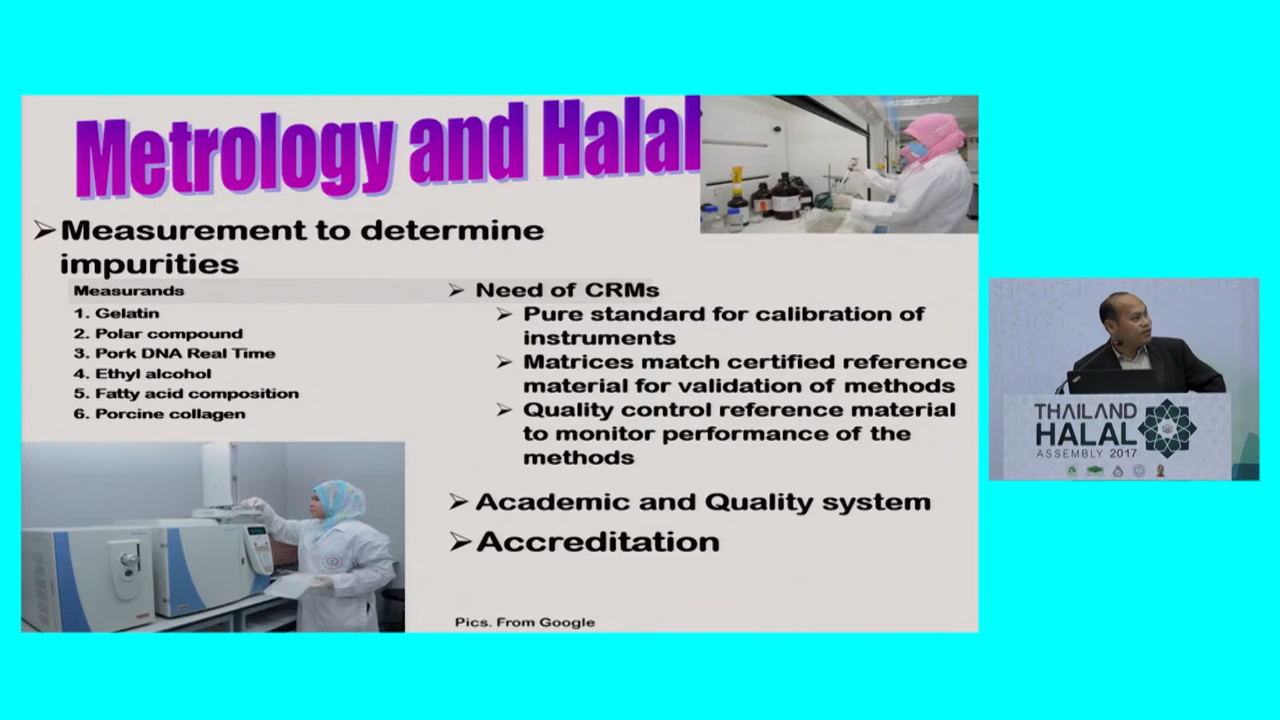 Metrology and Halal
Measurement to determine
impurities
Measurands
1. Gelatin
2. Polar compound
3. Pork DNA Real Time
4. Ethyl alcohol
5. Fatty acid composition
6. Porcine collagen
Need of CRMs
Pure standard for calibration of
instruments
Matrices match certified reference
material for validation of methods
Quality control reference material
to monitor performance of the
methods
Academic and Quality system
Accreditation
Pics. From Google
THAILAND
HALAL
ASSEMBLY 2017